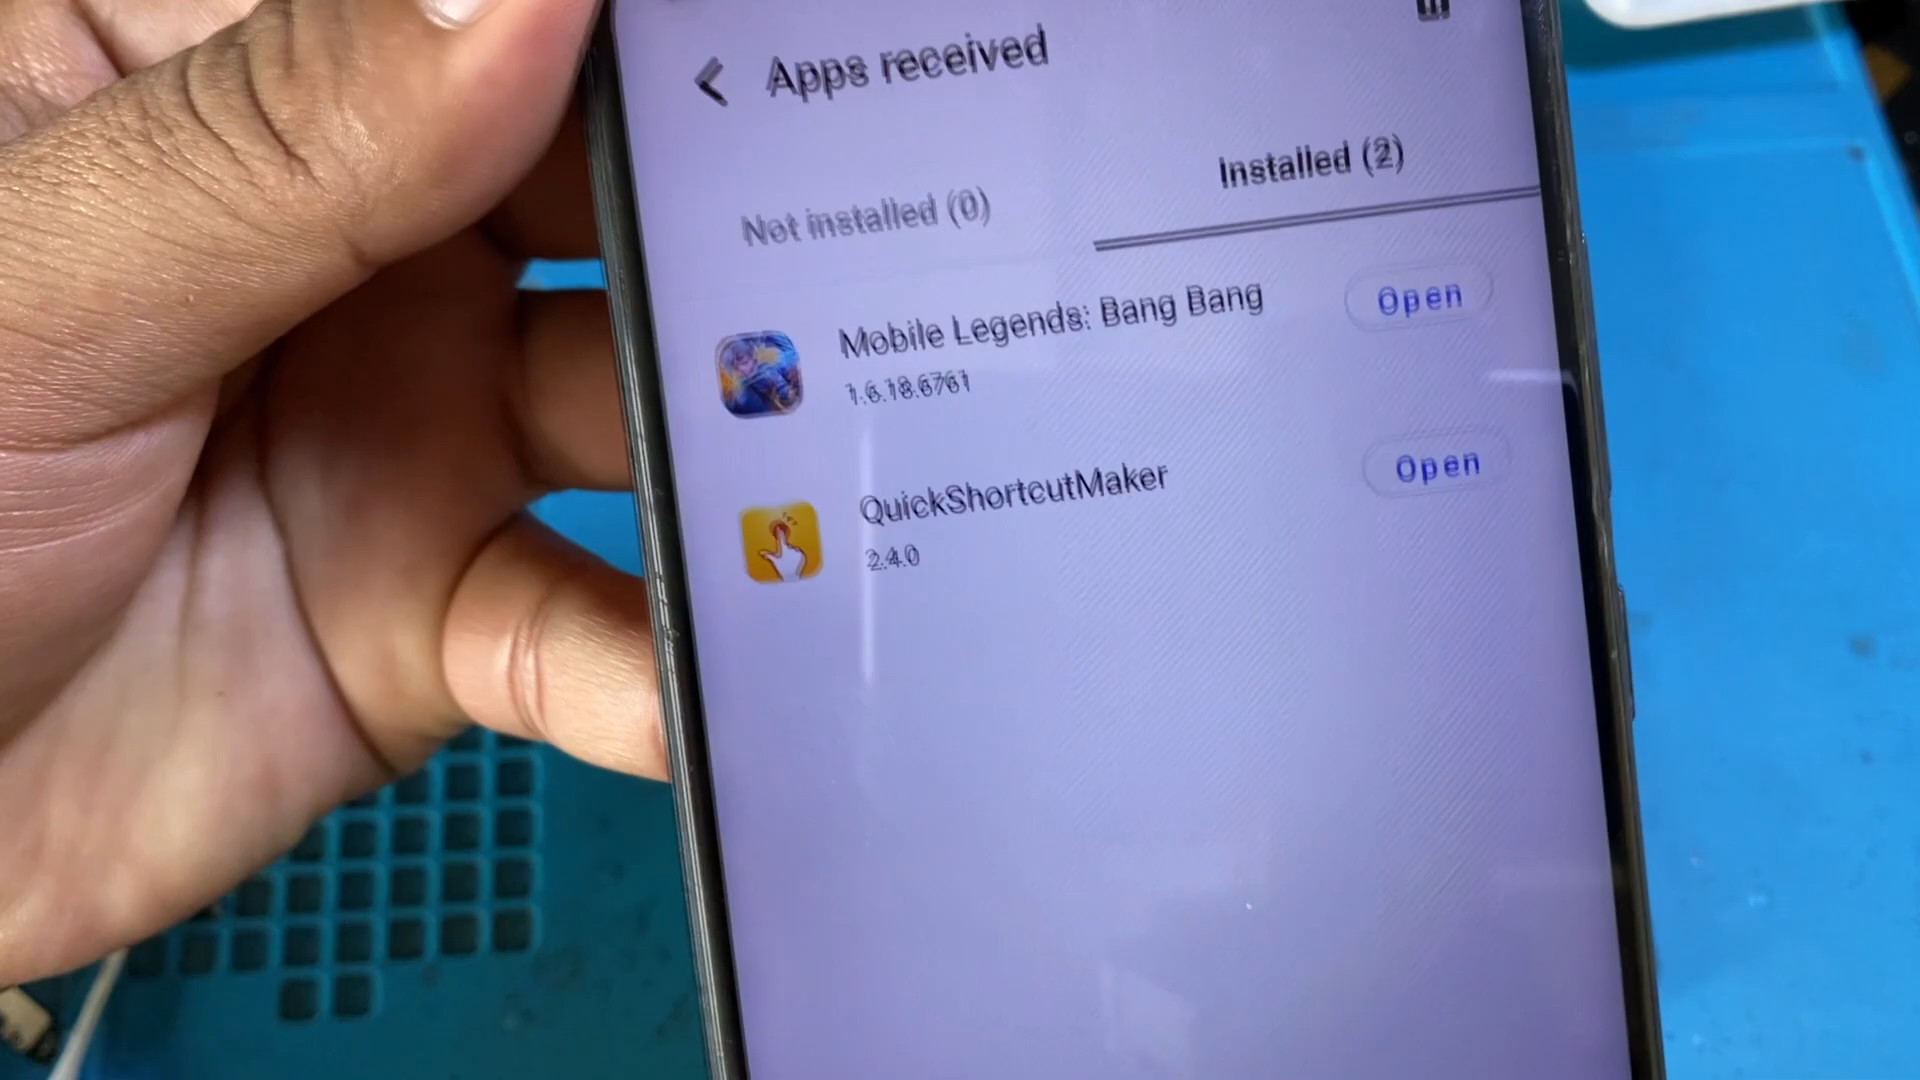 Apps received
Not installed (0)
Installed (2)
Mobile Legends: Bang Bang
Open
1.6.18.6761
QuickShortcutMaker
Open
2.4.0